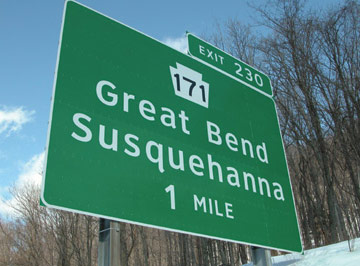 EXIT 230
171
Great Bend
Susquehanna
1 MILE